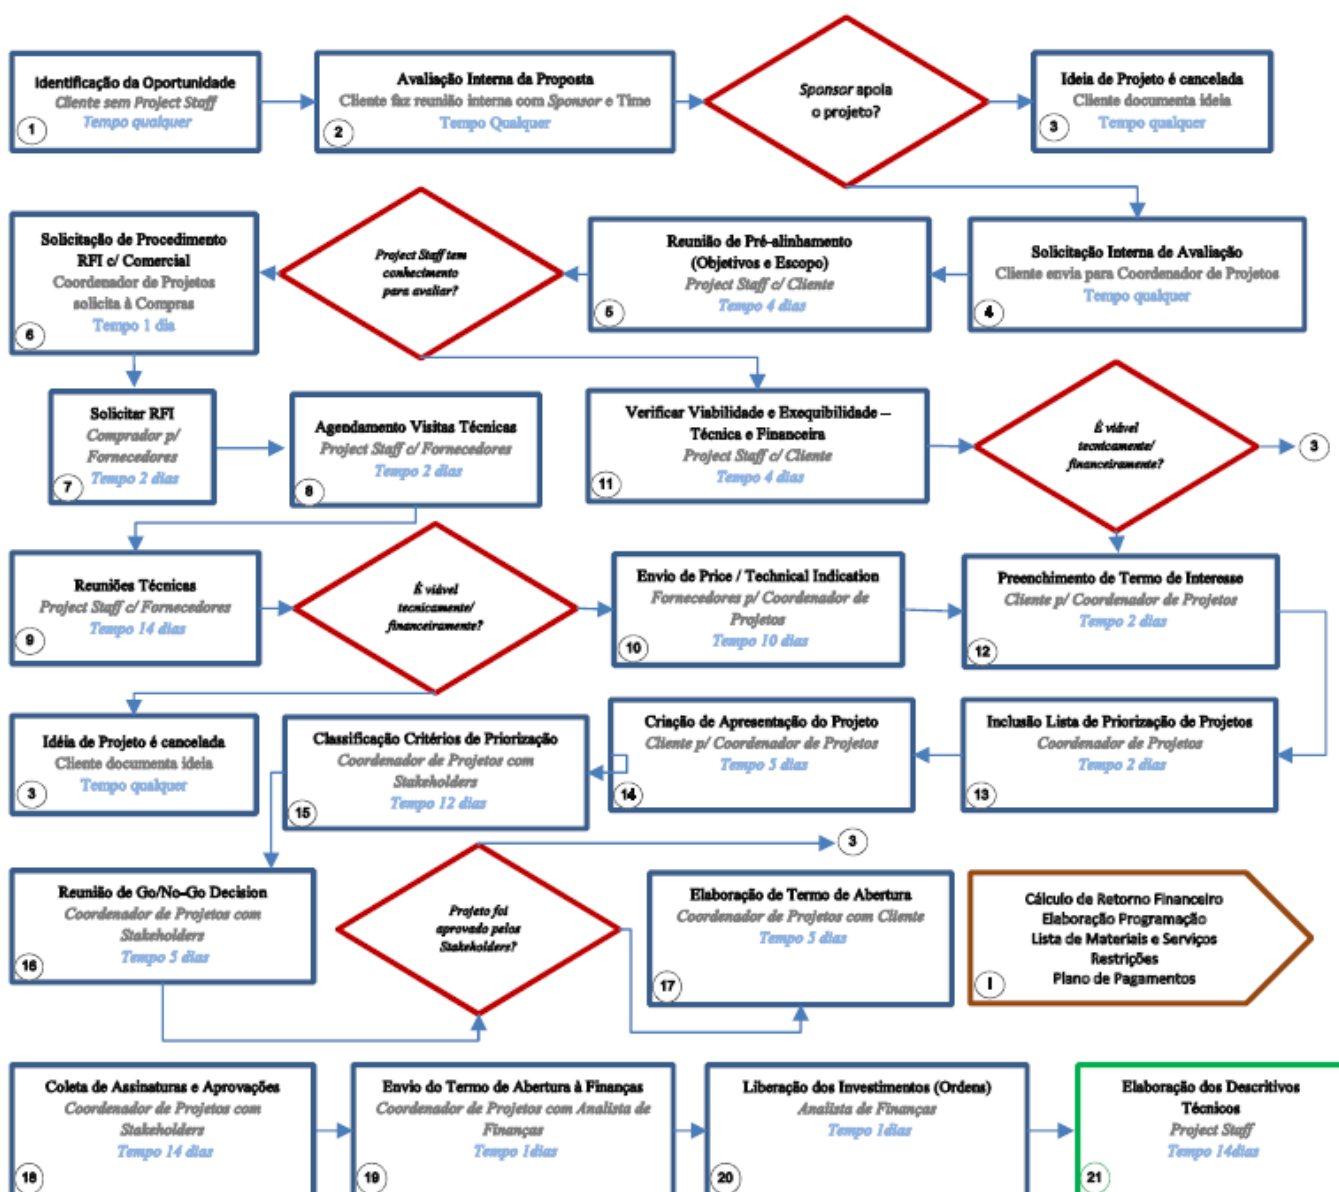 Identificação da Oportunidade
Cliente sem Project Staff
Tempo qualquer
1
Avaliação Interna da Proposta
Cliente faz reunião interna com Sponsor e Time
Tempo Qualquer
2
Sponsor apoia
o projeto?
Ideia de Projeto é cancelada
Cliente documenta ideia
Tempo qualquer
3
Solicitação de Procedimento
RFI c/ Comercial
Coordenador de Projetos
solicita à Compras
Tempo 1 dia
6
Project Staff tem
conhecimento
para avaliar?
Reunião de Pré-alinhamento
(Objetivos e Escopo)
Project Staff c/ Cliente
Tempo 4 dias
5
Solicitação Interna de Avaliação
Cliente envia para Coordenador de Projetos
Tempo qualquer
4
Solicitar RFI
Comprador p/
Fornecedores
Tempo 2 dias
7
Agendamento Visitas Técnicas
Project Staff c/ Fornecedores
Tempo 2 dias
8
Verificar Viabilidade e Exequibilidade –
Técnica e Financeira
Project Staff c/ Cliente
Tempo 4 dias
11
É viável
tecnicamente/
financeiramente?
3
Reuniões Técnicas
Project Staff c/ Fornecedores
Tempo 14 dias
9
É viável
tecnicamente/
financeiramente?
Envio de Price / Technical Indication
Fornecedores p/ Coordenador de
Projetos
Tempo 10 dias
10
Preenchimento de Termo de Interesse
Cliente p/ Coordenador de Projetos
Tempo 2 dias
12
Idéia de Projeto é cancelada
Cliente documenta ideia
Tempo qualquer
3
Classificação Critérios de Priorização
Coordenador de Projetos com
Stakeholders
Tempo 12 dias
15
Criação de Apresentação do Projeto
Cliente p/ Coordenador de Projetos
Tempo 5 dias
14
Inclusão Lista de Priorização de Projetos
Coordenador de Projetos
Tempo 2 dias
13
3
Reunião de Go/No-Go Decision
Coordenador de Projetos com
Stakeholders
Tempo 5 dias
16
Projeto foi
aprovado pelos
Stakeholders?
Elaboração de Termo de Abertura
Coordenador de Projetos com Cliente
Tempo 5 dias
17
Cálculo de Retorno Financeiro
Elaboração Programação
Lista de Materiais e Serviços
Restrições
Plano de Pagamentos
I
Coleta de Assinaturas e Aprovações
Coordenador de Projetos com
Stakeholders
Tempo 14 dias
18
Envio do Termo de Abertura à Finanças
Coordenador de Projetos com Analista de
Finanças
Tempo 1dias
19
Liberação dos Investimentos (Ordens)
Analista de Finanças
Tempo 1dias
20
Elaboração dos Descritivos
Técnicos
Project Staff
Tempo 14dias
21